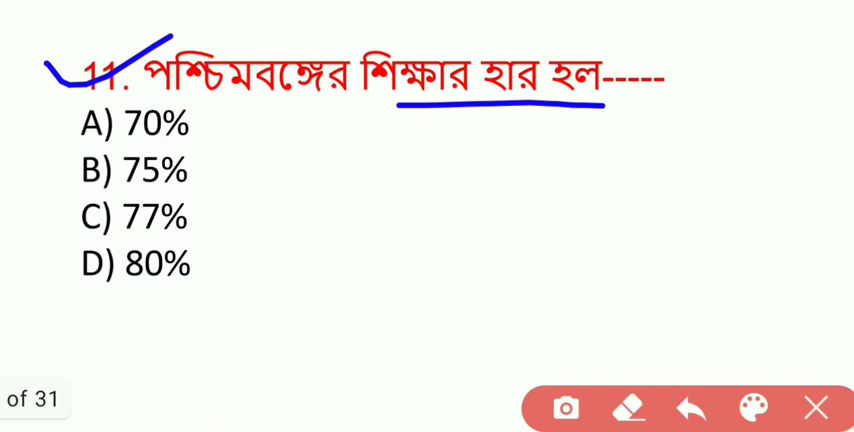 11. পশ্চিমবঙ্গের শিক্ষার হার হল-----
A) 70%
B) 75%
C) 77%
D) 80%
of 31